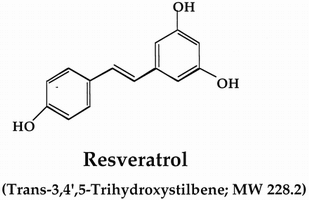 OH
OH
HO
Resveratrol
(Trans-3,4',5-Trihydroxystilbene; MW 228.2)